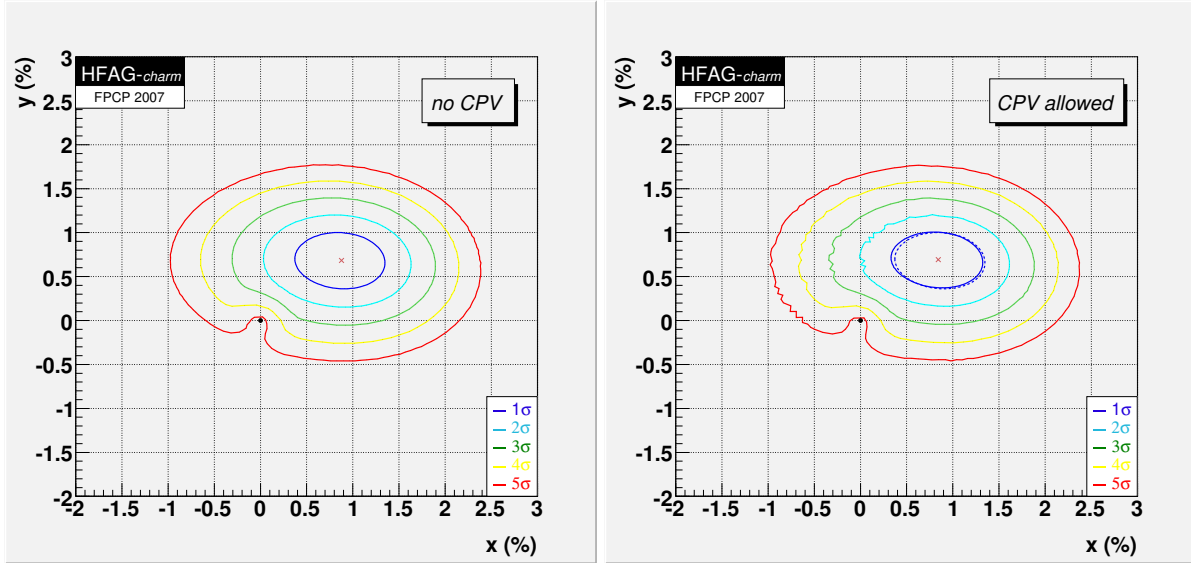 HFAG-charm
FPCP 2007
no CPV
y (%)
3
2.5
2
1.5
1
0.5
0
-0.5
-1
-1.5
-2
1σ
2σ
3σ
4σ
5σ
-2 -1.5 -1 -0.5 0 0.5 1 1.5 2 2.5 3
x (%)
HFAG-charm
FPCP 2007
CPV allowed
y (%)
3
2.5
2
1.5
1
0.5
0
-0.5
-1
-1.5
-2
1σ
2σ
3σ
4σ
5σ
-2 -1.5 -1 -0.5 0 0.5 1 1.5 2 2.5 3
x (%)